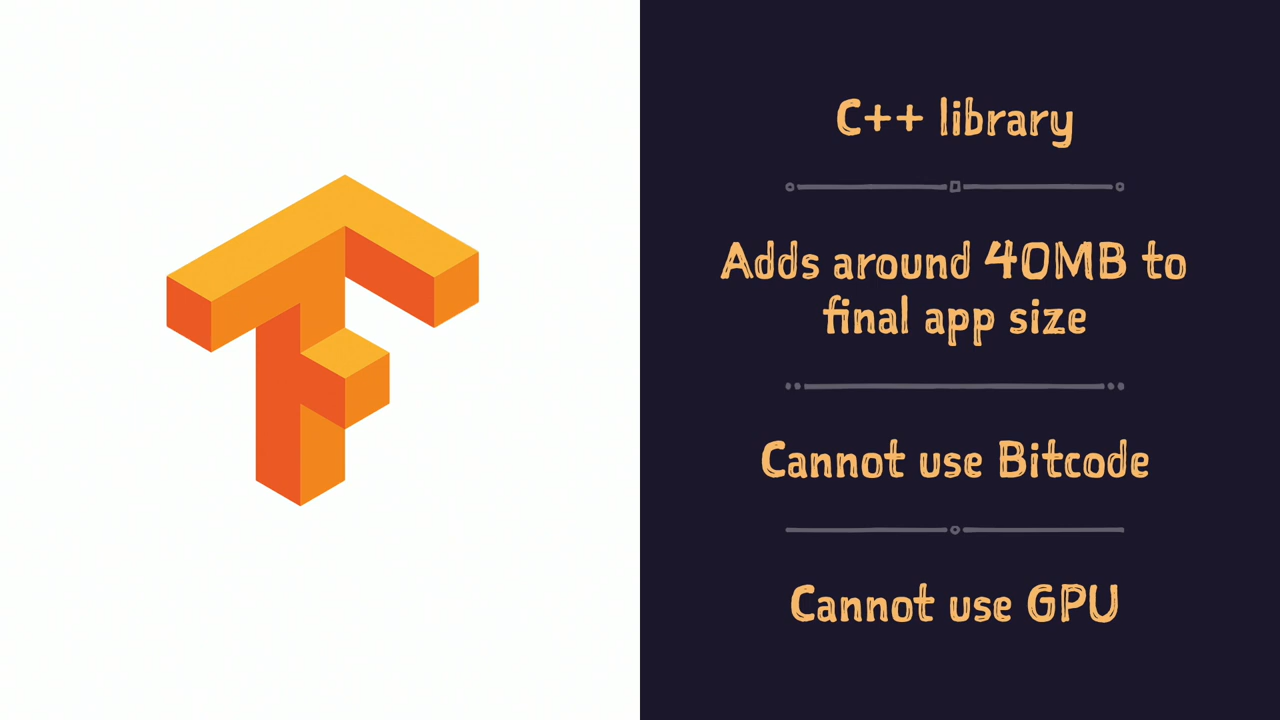 C++ library
Adds around 40MB to
final app size
Cannot use Bitcode
Cannot use GPU